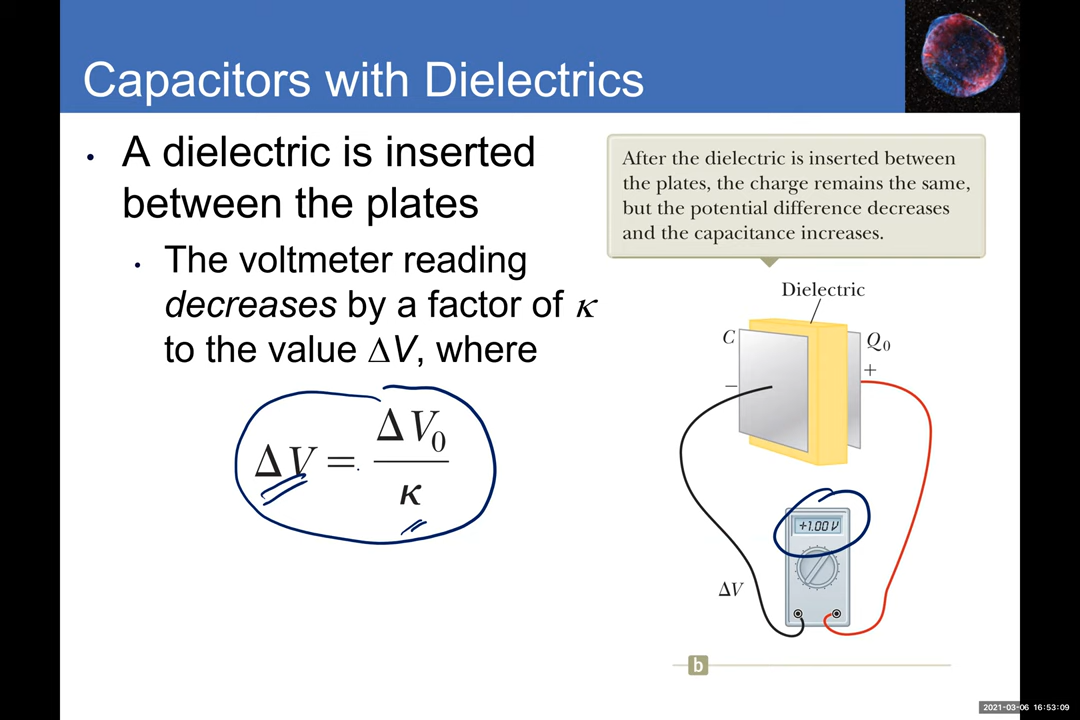 Capacitors with Dielectrics
• A dielectric is inserted
between the plates
• The voltmeter reading
decreases by a factor of κ
to the value ΔV, where
ΔV = ΔV₀ / κ
After the dielectric is inserted between
the plates, the charge remains the same,
but the potential difference decreases
and the capacitance increases.
Dielectric
C
Q₀
−
+
+1.00 V
ΔV
b
2021-03-06 16:53:09